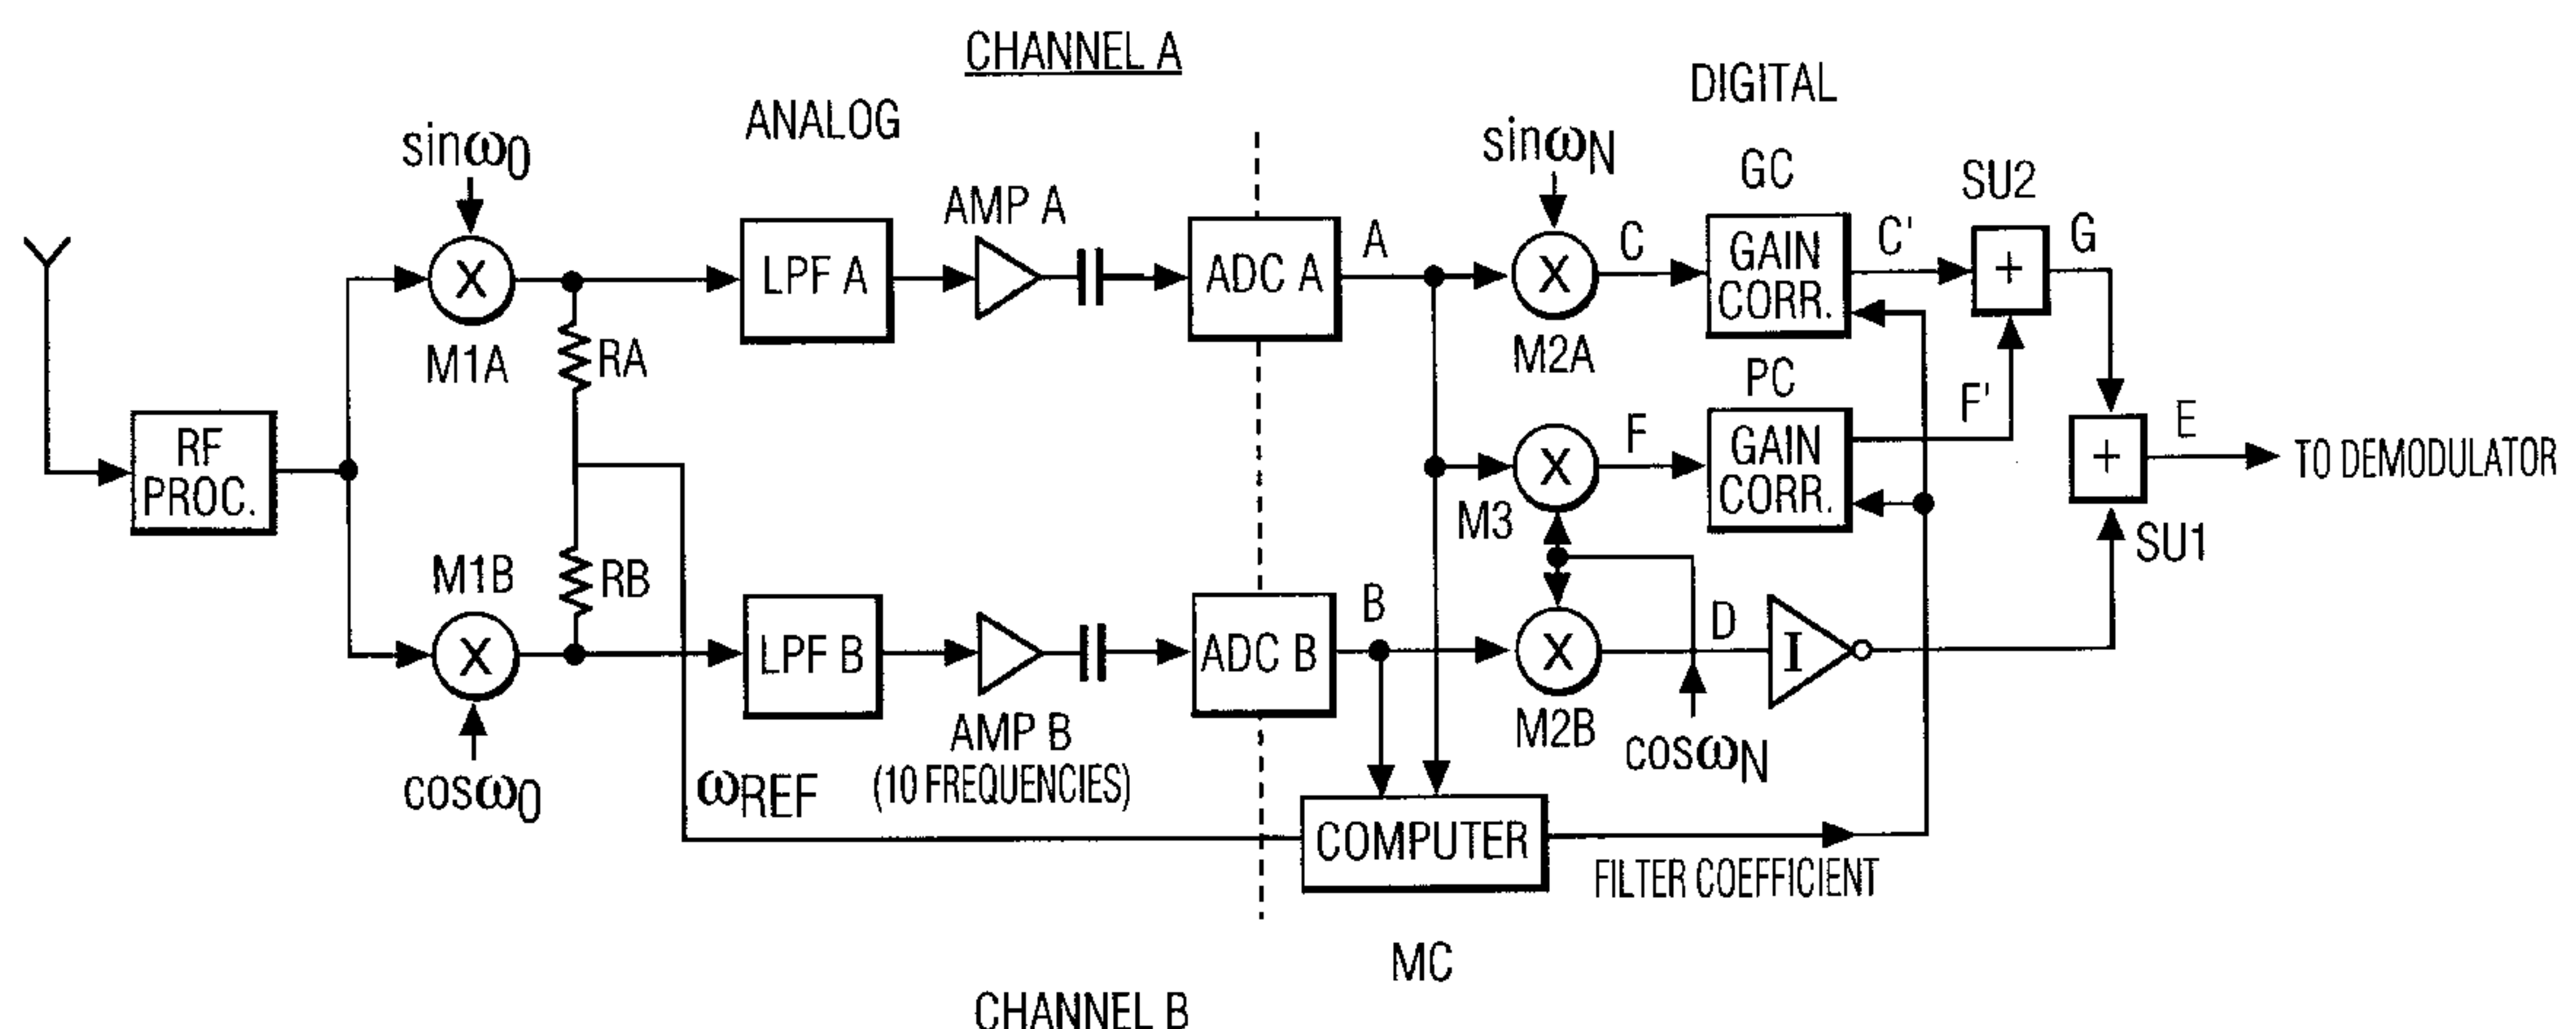 CHANNEL A
ANALOG
DIGITAL
sinω0
sinωN
AMP A
GC
SU2
LPF A
ADC A
A
X
X
C
GAIN
CORR.
C'
+
G
M1A
RA
M2A
PC
RF
PROC.
X
F
GAIN
CORR.
F'
+
E
TO DEMODULATOR
M3
SU1
M1B
RB
X
LPF B
ADC B
B
X
D
I
cosω0
ωREF
AMP B
(10 FREQUENCIES)
M2B
cosωN
COMPUTER
FILTER COEFFICIENT
MC
CHANNEL B